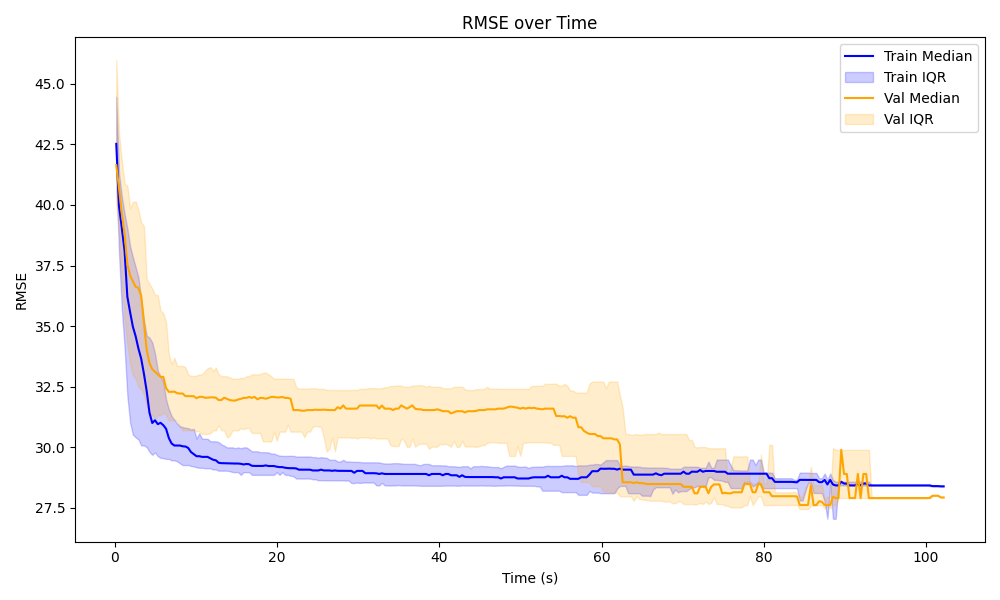 RMSE over Time
Train Median
Train IQR
Val Median
Val IQR
45.0
42.5
40.0
37.5
35.0
32.5
30.0
27.5
RMSE
0 20 40 60 80 100
Time (s)